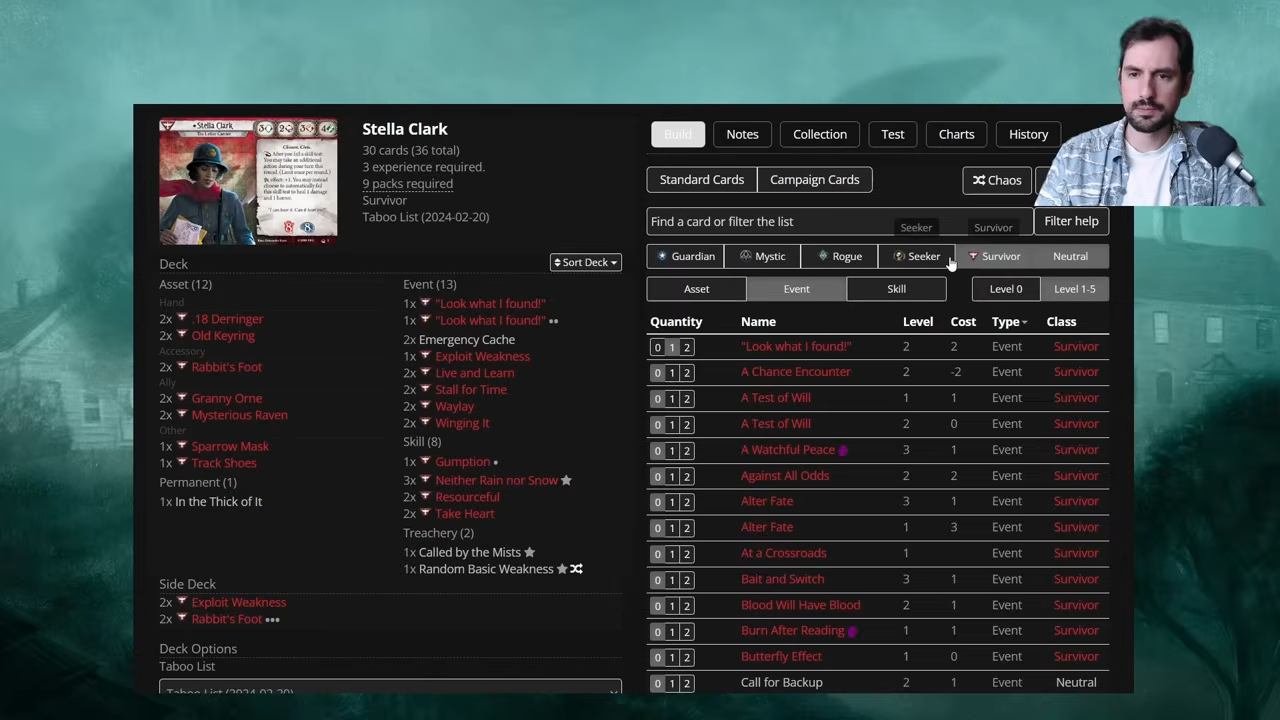 Stella Clark
30 cards (36 total)
3 experience required.
9 packs required
Survivor
Taboo List (2024-02-20)
Stella Clark
The Letter Carrier
Deck
Sort Deck
Asset (12)
Hand
2x .18 Derringer
2x Old Keyring
Accessory
2x Rabbit's Foot
Ally
2x Granny Orne
2x Mysterious Raven
Other
1x Sparrow Mask
1x Track Shoes
Permanent (1)
1x In the Thick of It
Event (13)
1x "Look what I found!"
1x "Look what I found!" ••
2x Emergency Cache
1x Exploit Weakness
2x Live and Learn
2x Stall for Time
2x Waylay
2x Winging It
Skill (8)
1x Gumption •
3x Neither Rain nor Snow
2x Resourceful
2x Take Heart
Treachery (2)
1x Called by the Mists
1x Random Basic Weakness
Side Deck
2x Exploit Weakness
2x Rabbit's Foot •••
Deck Options
Taboo List
Taboo List (2024-02-20)
Build Notes Collection Test Charts History
Standard Cards Campaign Cards Chaos
Find a card or filter the list Filter help
Seeker Survivor
Guardian Mystic Rogue Seeker Survivor Neutral
Asset Event Skill Level 0 Level 1-5
Quantity Name Level Cost Type Class
0 1 2 "Look what I found!" 2 2 Event Survivor
0 1 2 A Chance Encounter 2 -2 Event Survivor
0 1 2 A Test of Will 1 1 Event Survivor
0 1 2 A Test of Will 2 0 Event Survivor
0 1 2 A Watchful Peace 3 1 Event Survivor
0 1 2 Against All Odds 2 2 Event Survivor
0 1 2 Alter Fate 3 1 Event Survivor
0 1 2 Alter Fate 1 3 Event Survivor
0 1 2 At a Crossroads 1 Event Survivor
0 1 2 Bait and Switch 3 1 Event Survivor
0 1 2 Blood Will Have Blood 2 1 Event Survivor
0 1 2 Burn After Reading 1 1 Event Survivor
0 1 2 Butterfly Effect 1 0 Event Survivor
0 1 2 Call for Backup 2 1 Event Neutral